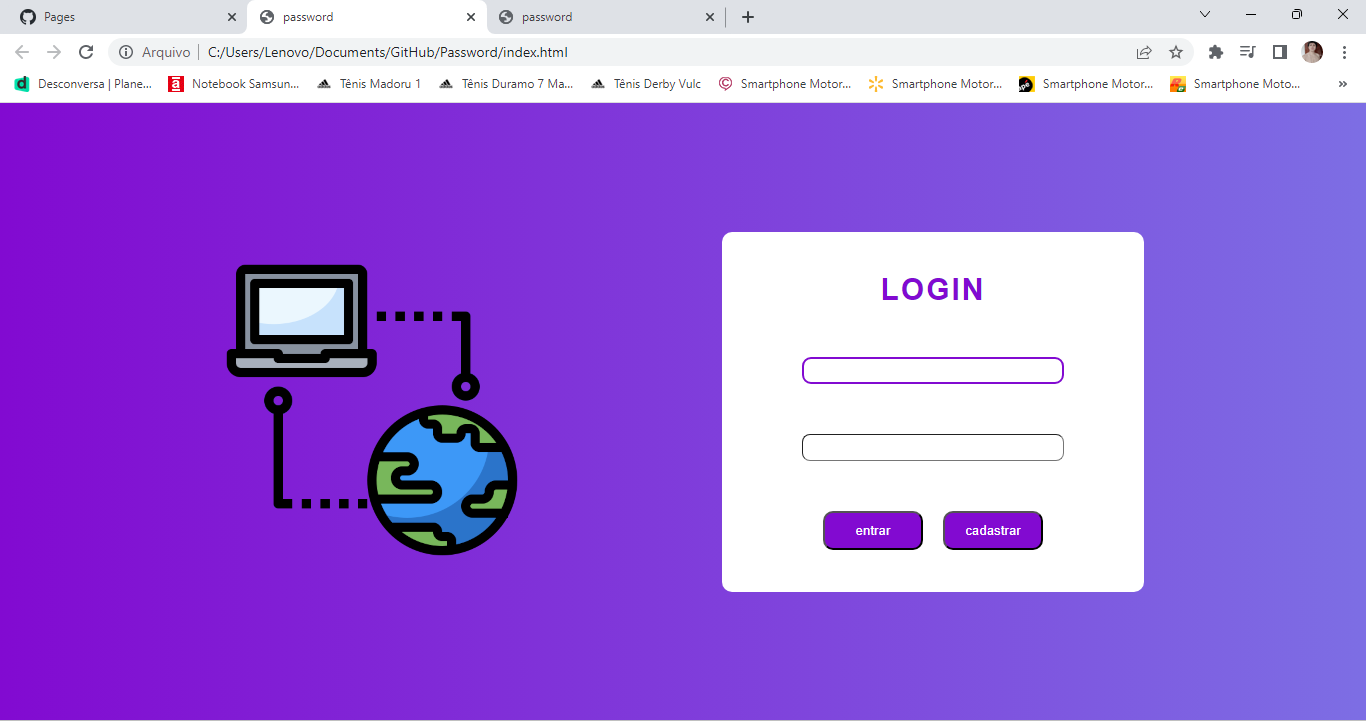 Pages
password
password
Arquivo
C:/Users/Lenovo/Documents/GitHub/Password/index.html
Desconversa | Plane...
Notebook Samsun...
Tênis Madoru 1
Tênis Duramo 7 Ma...
Tênis Derby Vulc
Smartphone Motor...
Smartphone Motor...
Smartphone Motor...
Smartphone Moto...
LOGIN
entrar
cadastrar